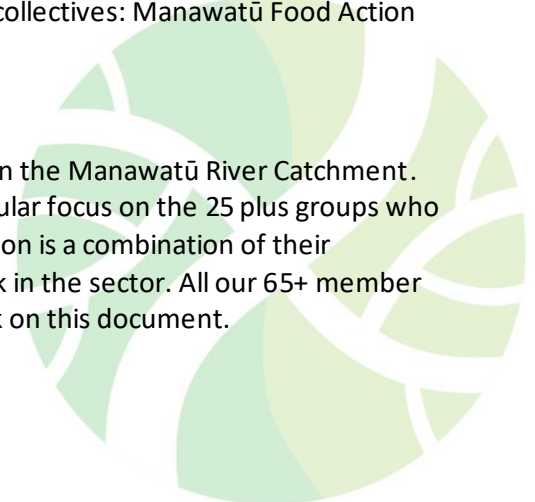 collectives: Manawatū Food Action
n the Manawatū River Catchment.
ular focus on the 25 plus groups who
on is a combination of their
k in the sector. All our 65+ member
k on this document.